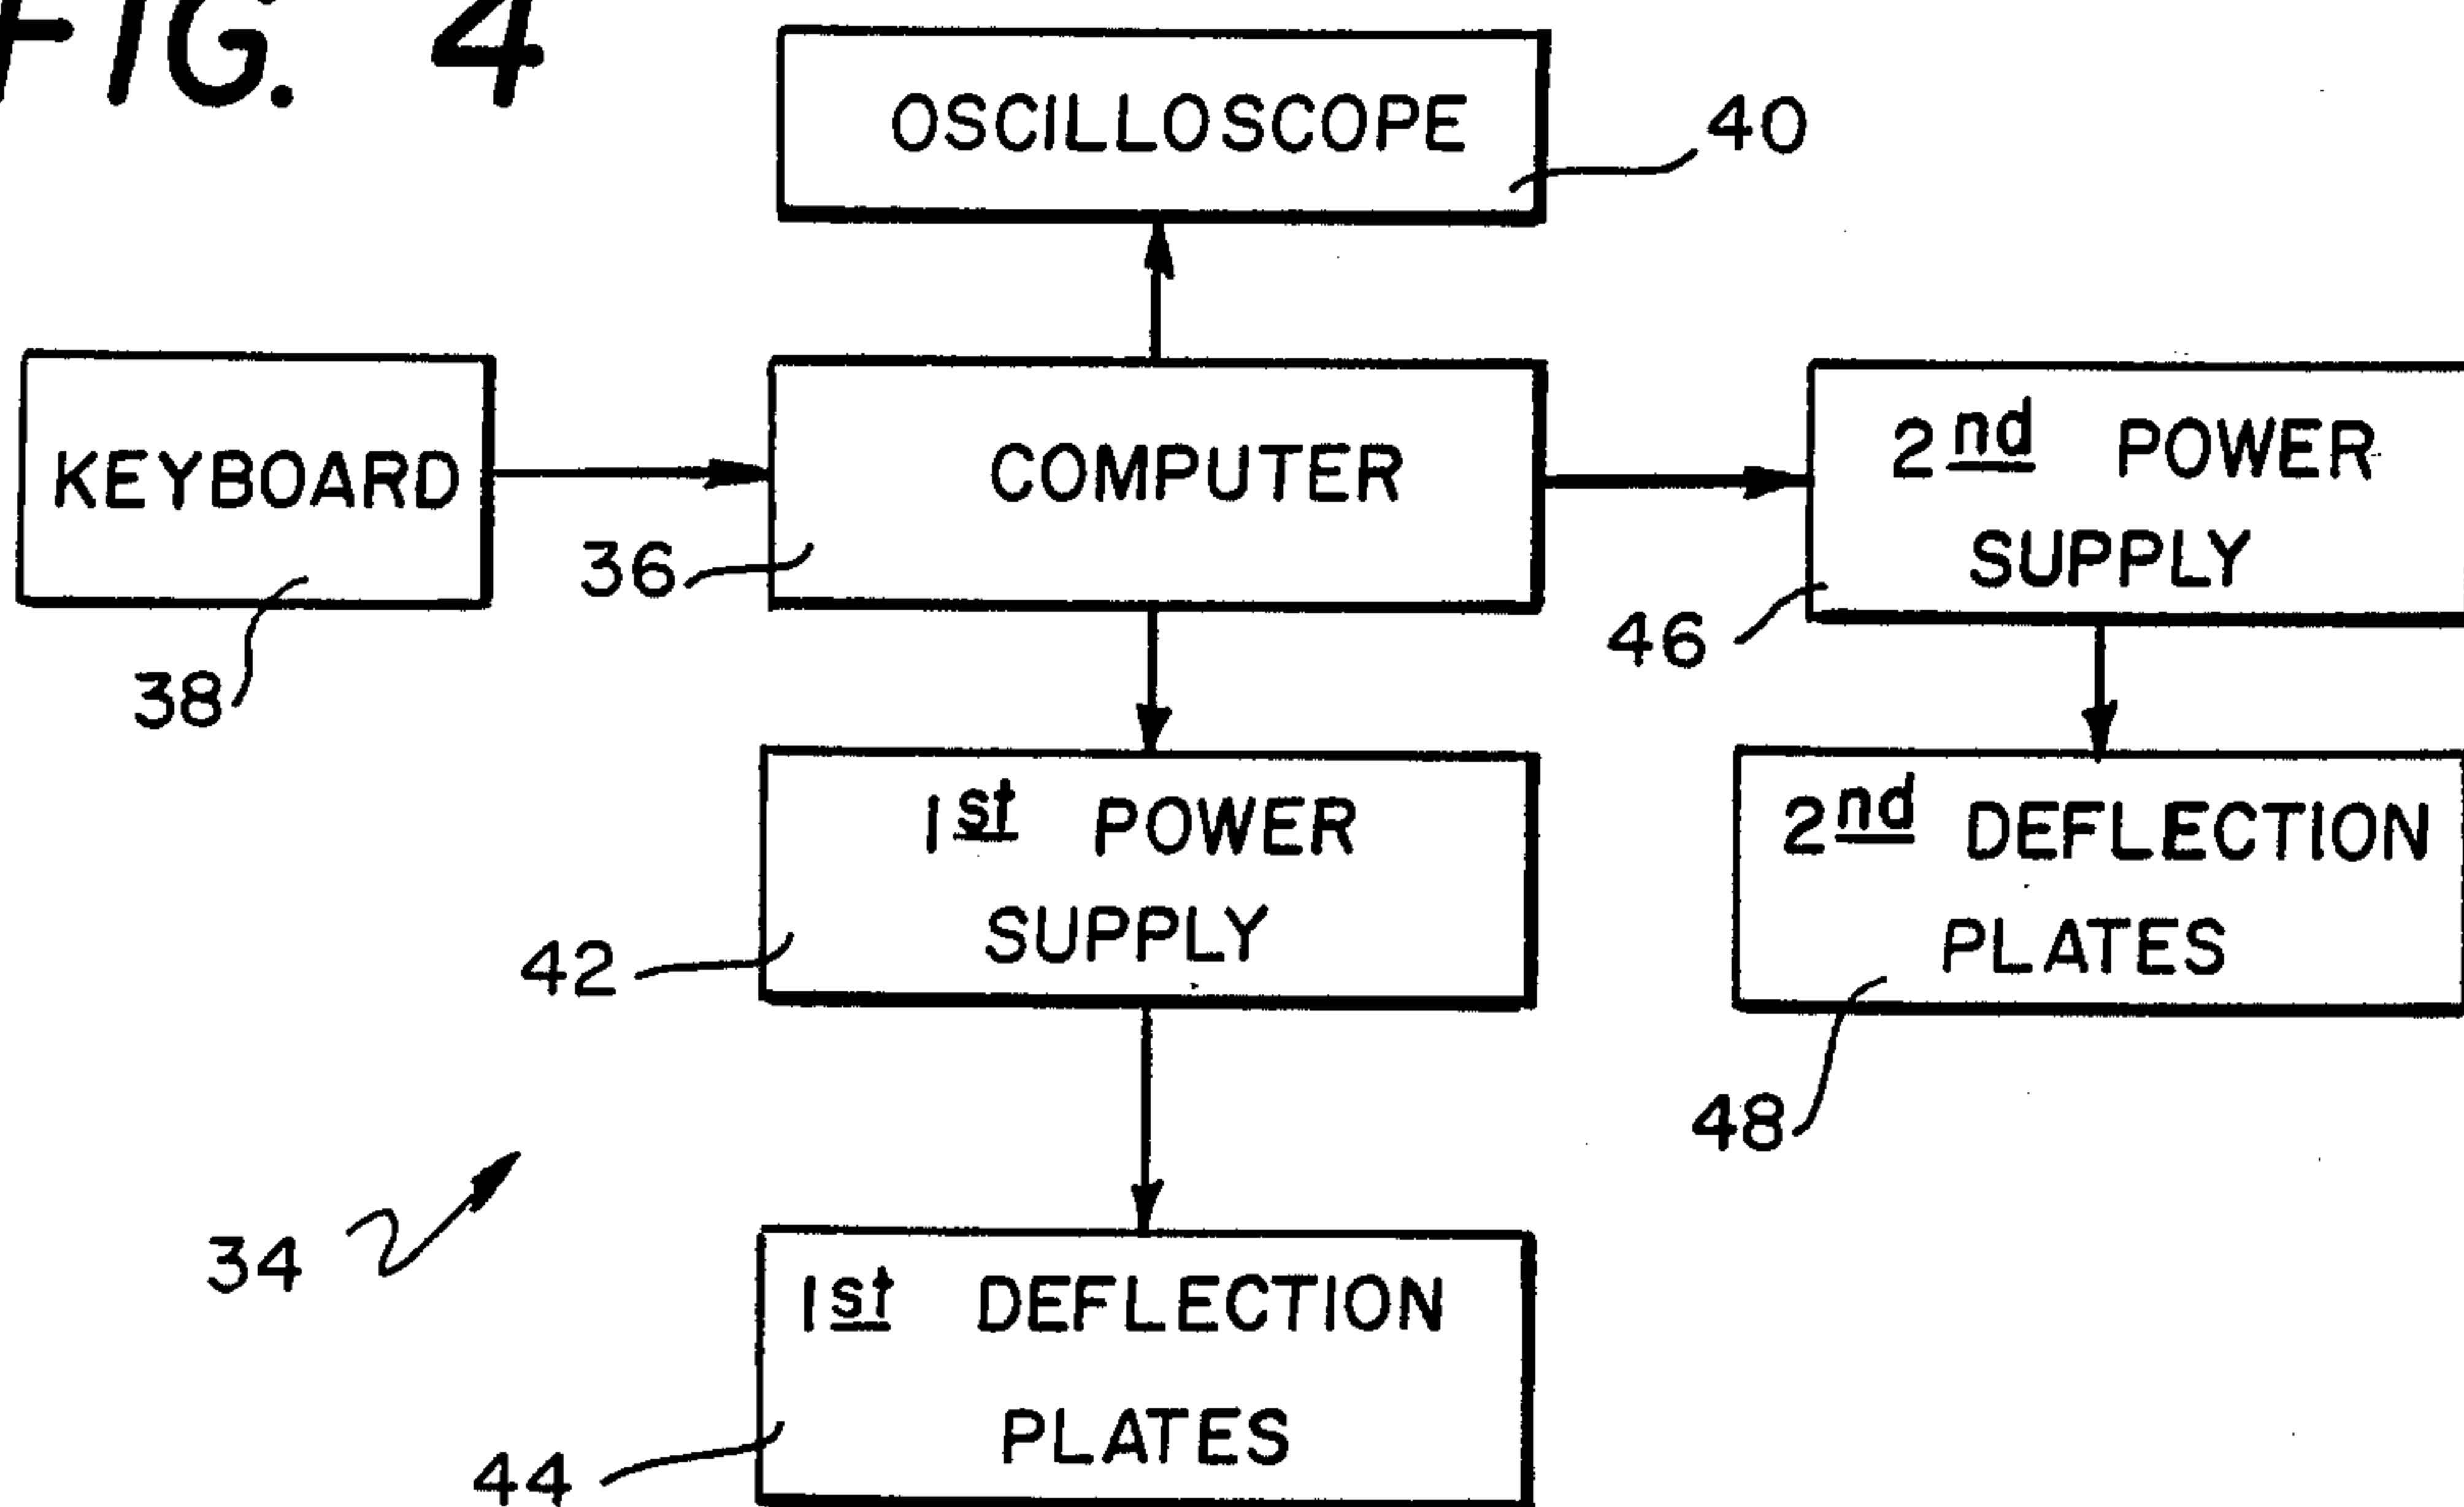 FIG. 4
OSCILLOSCOPE
40
KEYBOARD
38
COMPUTER
36
2nd POWER
SUPPLY
46
1st POWER
SUPPLY
42
2nd DEFLECTION
PLATES
48
34
1st DEFLECTION
PLATES
44